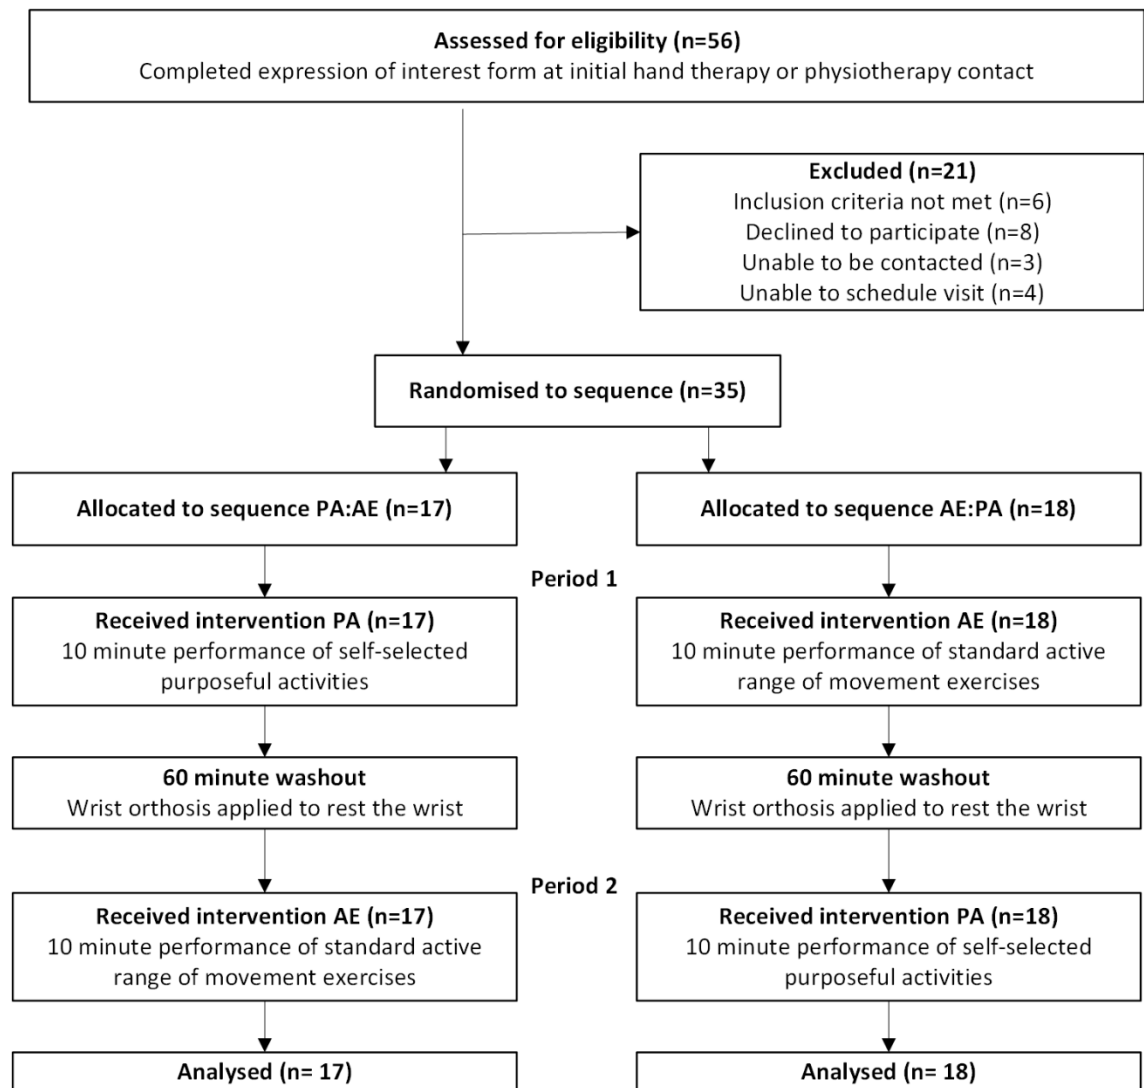 Assessed for eligibility (n=56)
Completed expression of interest form at initial hand therapy or physiotherapy contact
Excluded (n=21)
Inclusion criteria not met (n=6)
Declined to participate (n=8)
Unable to be contacted (n=3)
Unable to schedule visit (n=4)
Randomised to sequence (n=35)
Allocated to sequence PA:AE (n=17)
Allocated to sequence AE:PA (n=18)
Period 1
Received intervention PA (n=17)
10 minute performance of self-selected
purposeful activities
Received intervention AE (n=18)
10 minute performance of standard active
range of movement exercises
60 minute washout
Wrist orthosis applied to rest the wrist
60 minute washout
Wrist orthosis applied to rest the wrist
Period 2
Received intervention AE (n=17)
10 minute performance of standard active
range of movement exercises
Received intervention PA (n=18)
10 minute performance of self-selected
purposeful activities
Analysed (n= 17)
Analysed (n= 18)